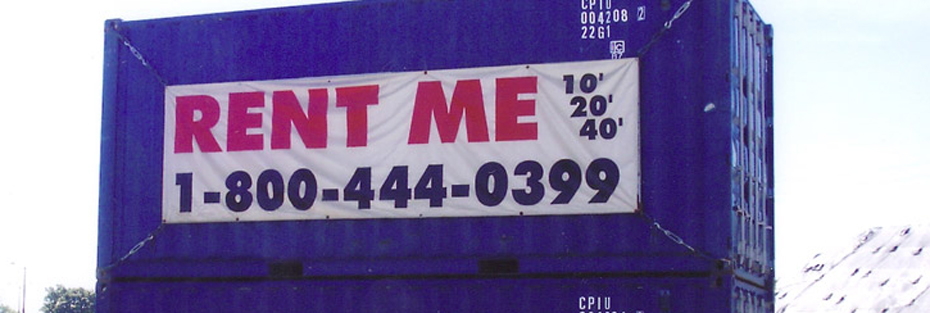 CPIU
004208 2
22G1
RENT ME
10'
20'
40'
1-800-444-0399
CPIU